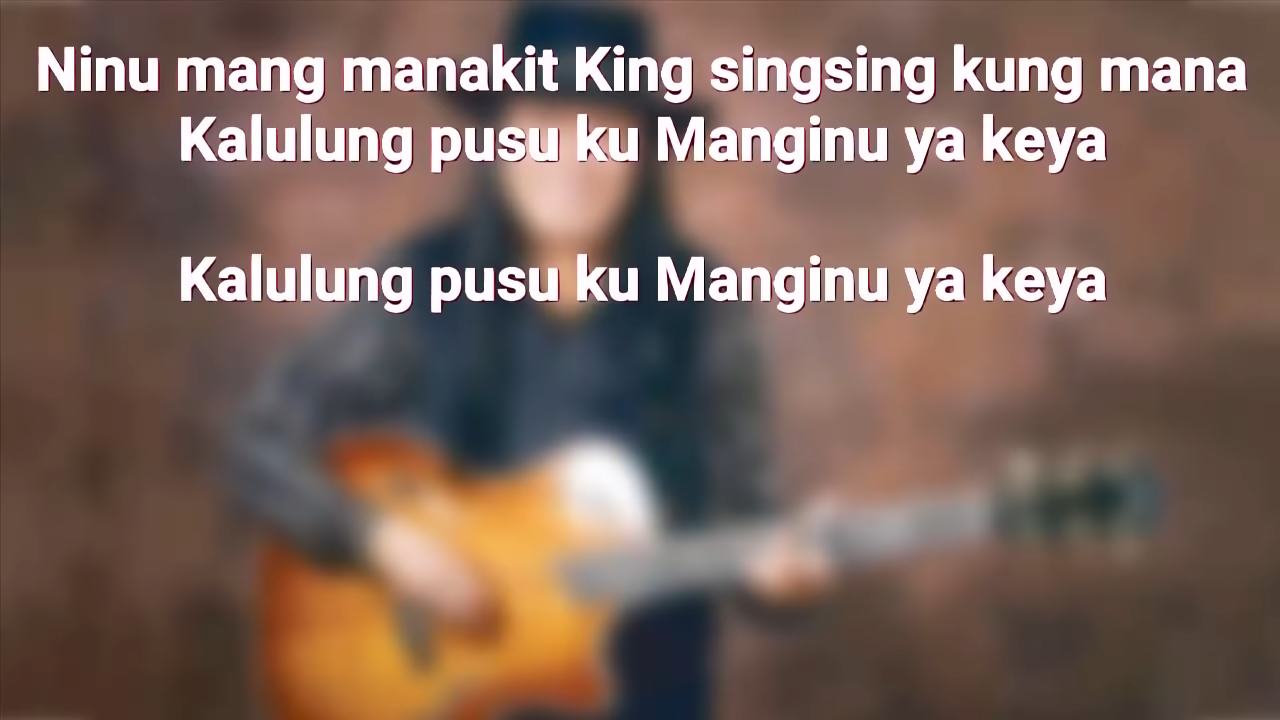 Ninu mang manakit King singsing kung mana
Kalulung pusu ku Manginu ya keya
Kalulung pusu ku Manginu ya keya